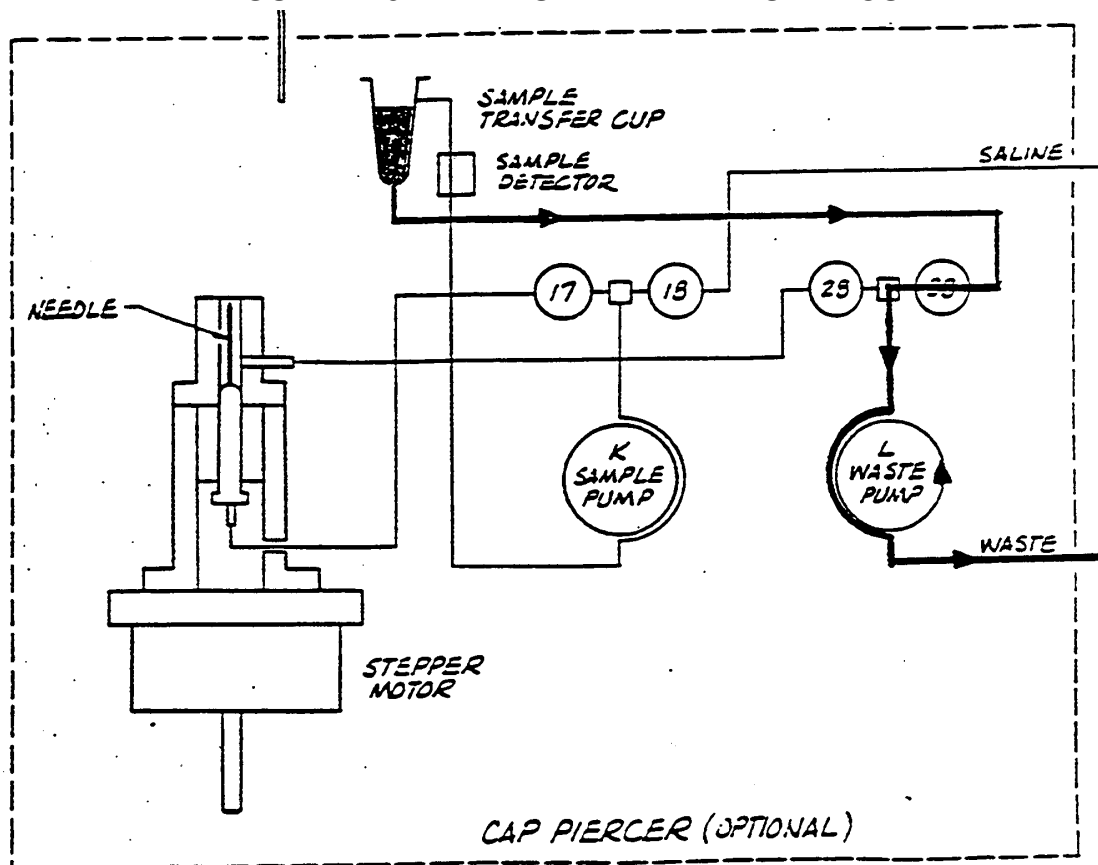 SAMPLE
TRANSFER CUP
SAMPLE
DETECTOR
SALINE
17
18
28
NEEDLE
K
SAMPLE
PUMP
L
WASTE
PUMP
WASTE
STEPPER
MOTOR
CAP PIERCER (OPTIONAL)